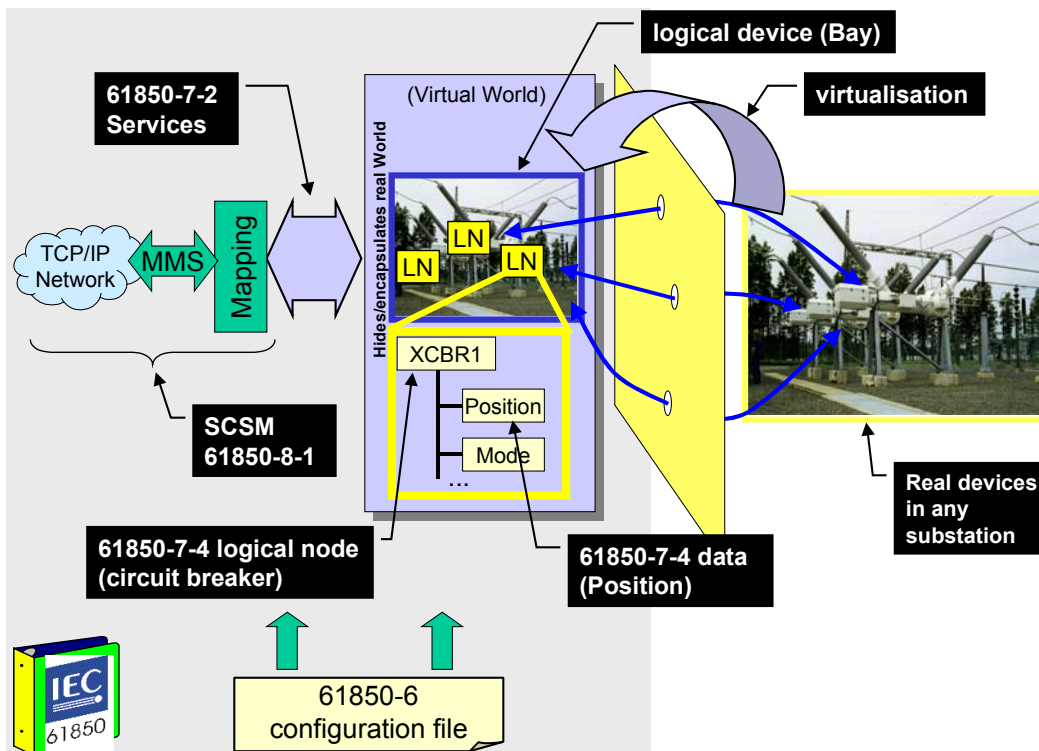 logical device (Bay)
61850-7-2
Services
(Virtual World)
virtualisation
Hides/encapsulates real World
LN
LN
LN
TCP/IP
Network
MMS
Mapping
XCBR1
Position
Mode
...
SCSM
61850-8-1
Real devices
in any
substation
61850-7-4 logical node
(circuit breaker)
61850-7-4 data
(Position)
61850-6
configuration file
IEC
61850